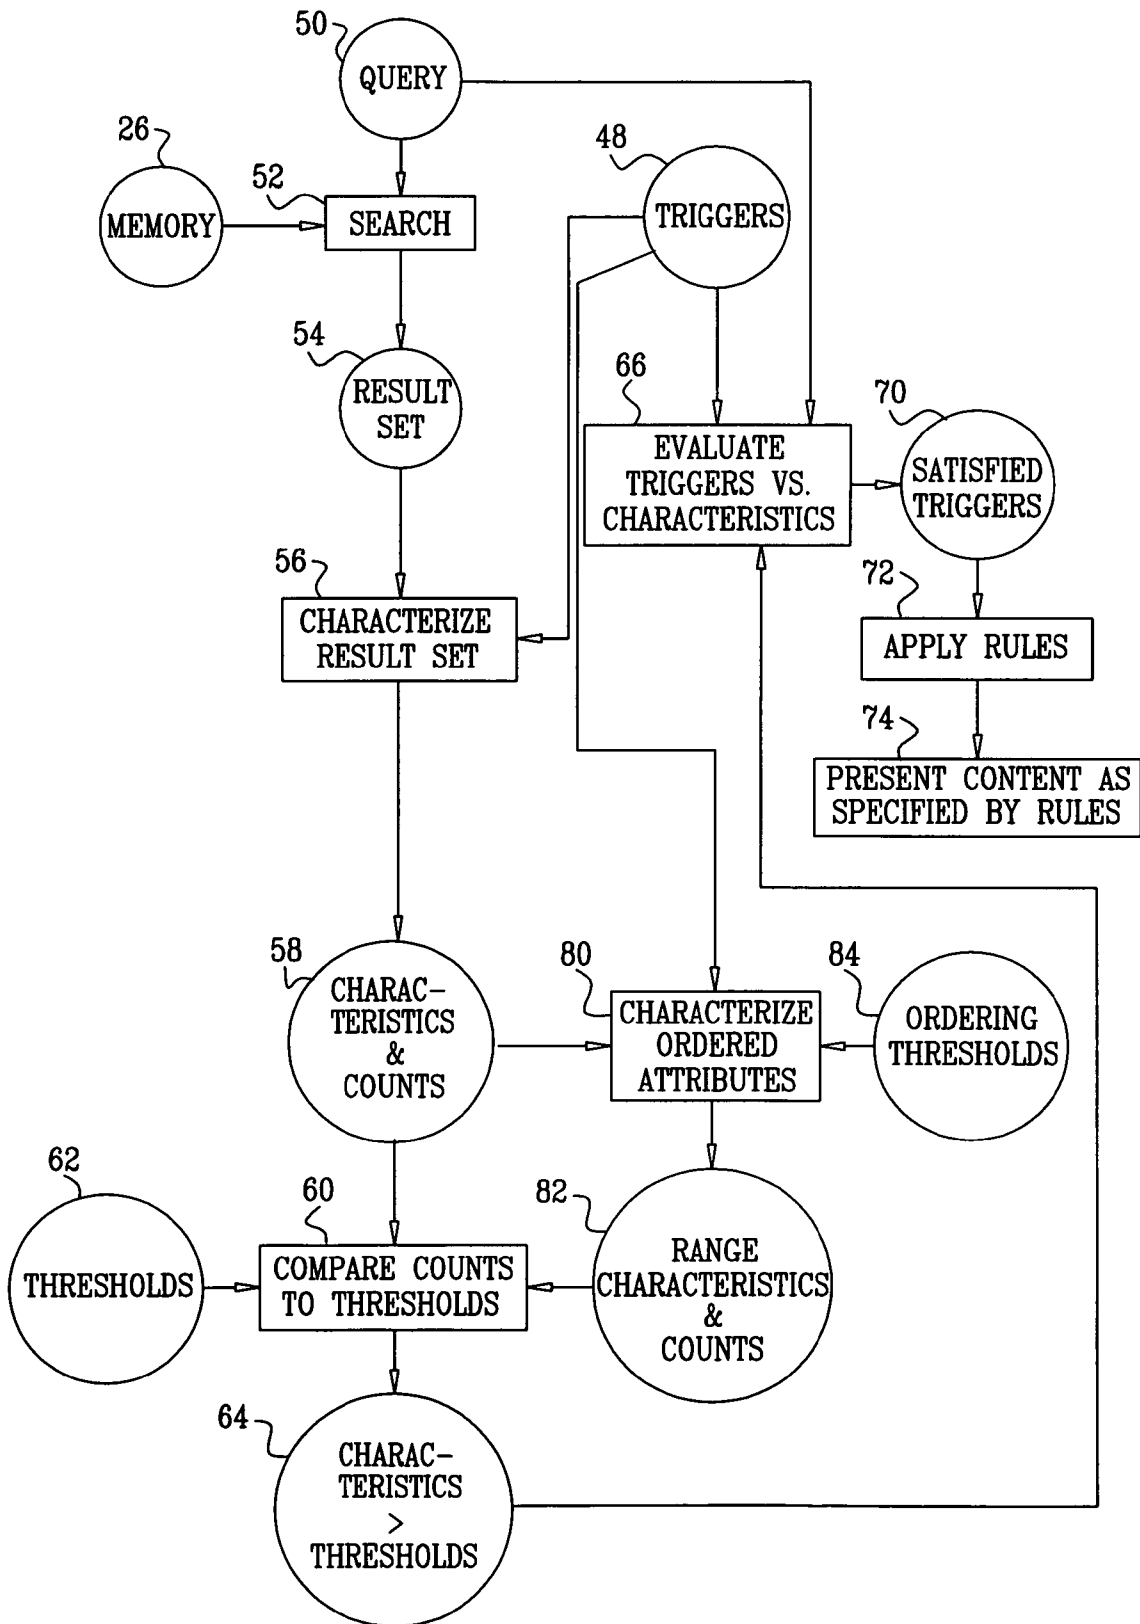 50
QUERY
26
MEMORY
52
SEARCH
48
TRIGGERS
54
RESULT
SET
66
EVALUATE
TRIGGERS VS.
CHARACTERISTICS
70
SATISFIED
TRIGGERS
56
CHARACTERIZE
RESULT SET
72
APPLY RULES
74
PRESENT CONTENT AS
SPECIFIED BY RULES
58
CHARAC-
TERISTICS
&
COUNTS
80
CHARACTERIZE
ORDERED
ATTRIBUTES
84
ORDERING
THRESHOLDS
62
THRESHOLDS
60
COMPARE COUNTS
TO THRESHOLDS
82
RANGE
CHARACTERISTICS
&
COUNTS
64
CHARAC-
TERISTICS
>
THRESHOLDS